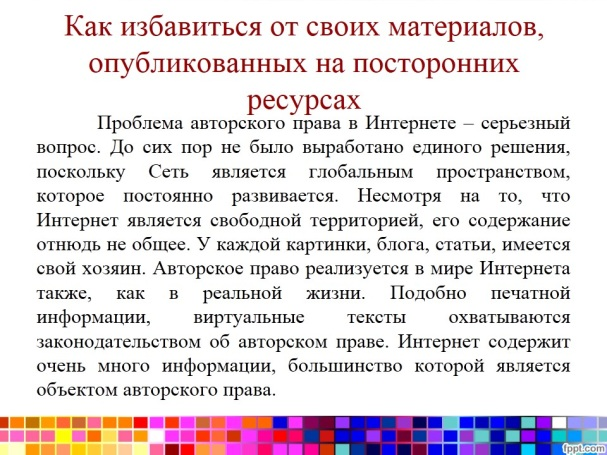 Как избавиться от своих материалов,
опубликованных на посторонних
ресурсах
Проблема авторского права в Интернете – серьезный
вопрос. До сих пор не было выработано единого решения,
поскольку Сеть является глобальным пространством,
которое постоянно развивается. Несмотря на то, что
Интернет является свободной территорией, его содержание
отнюдь не общее. У каждой картинки, блога, статьи, имеется
свой хозяин. Авторское право реализуется в мире Интернета
также, как в реальной жизни. Подобно печатной
информации, виртуальные тексты охватываются
законодательством об авторском праве. Интернет содержит
очень много информации, большинство которой является
объектом авторского права.
fppt.com